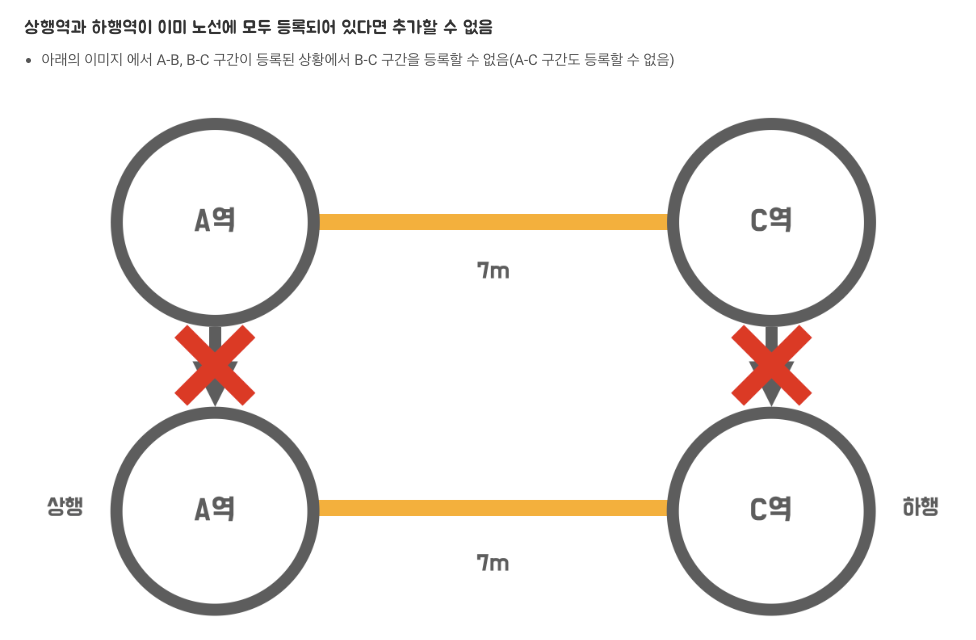 상행역과 하행역이 이미 노선에 모두 등록되어 있다면 추가할 수 없음
• 아래의 이미지 에서 A-B, B-C 구간이 등록된 상황에서 B-C 구간을 등록할 수 없음(A-C 구간도 등록할 수 없음)
A역
C역
7m
상행
A역
C역
하행
7m